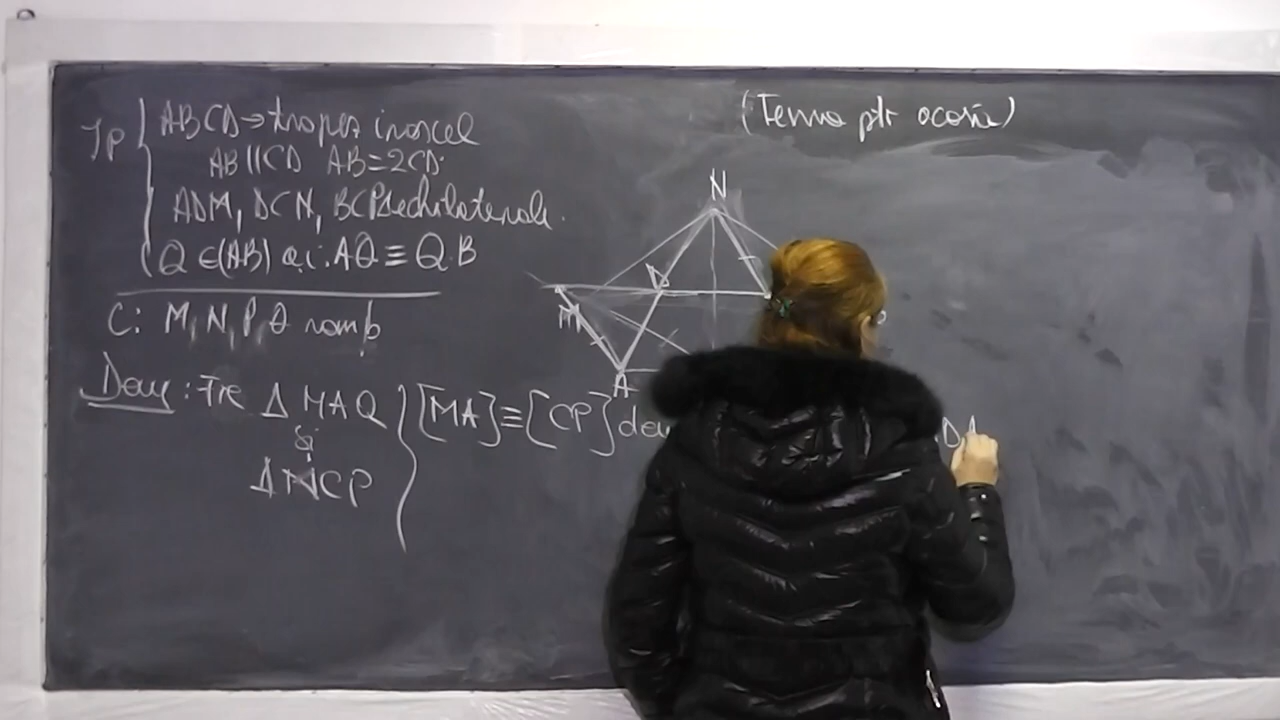 (Tema ptr acasă)
Ip ABCD → trapez isoscel
AB || CD AB = 2CD
ADM, DCN, BCP echilaterale.
Q ∈ (AB) a.î. AQ ≡ QB
C: M, N, P, Q romb
Dem: Fie Δ MAQ
și
Δ NCP
[MA] ≡ [CP] DA
N
D
M
A